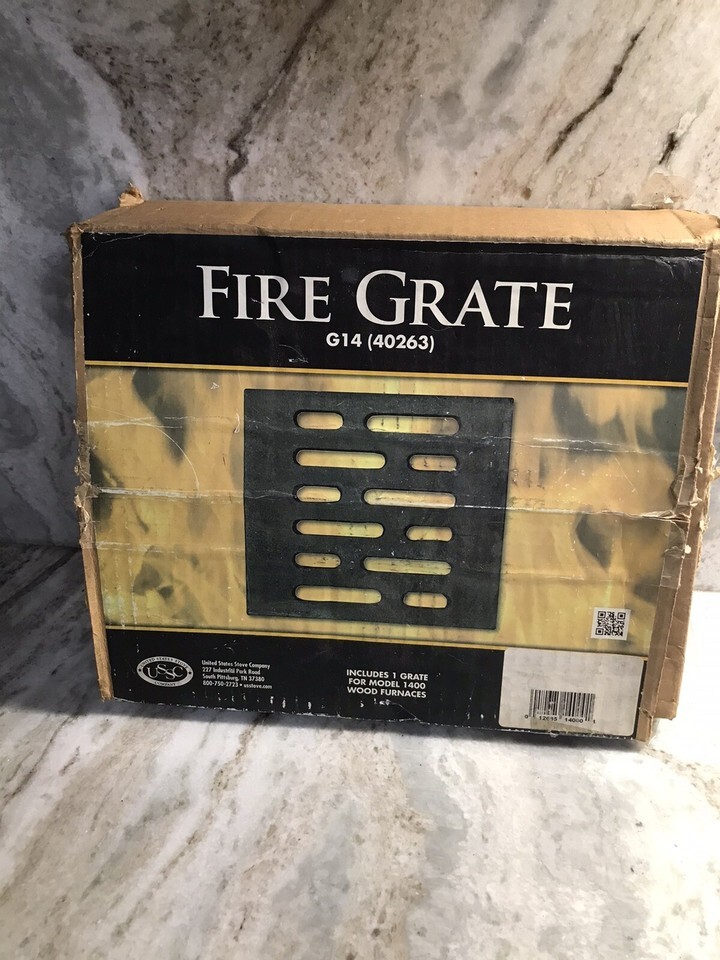 FIRE GRATE
G14 (40263)
USSC
United States Stove Company
227 Industrial Park Road
South Pittsburg, TN 37380
800-750-2723 • usstove.com
INCLUDES 1 GRATE
FOR MODEL 1400
WOOD FURNACES